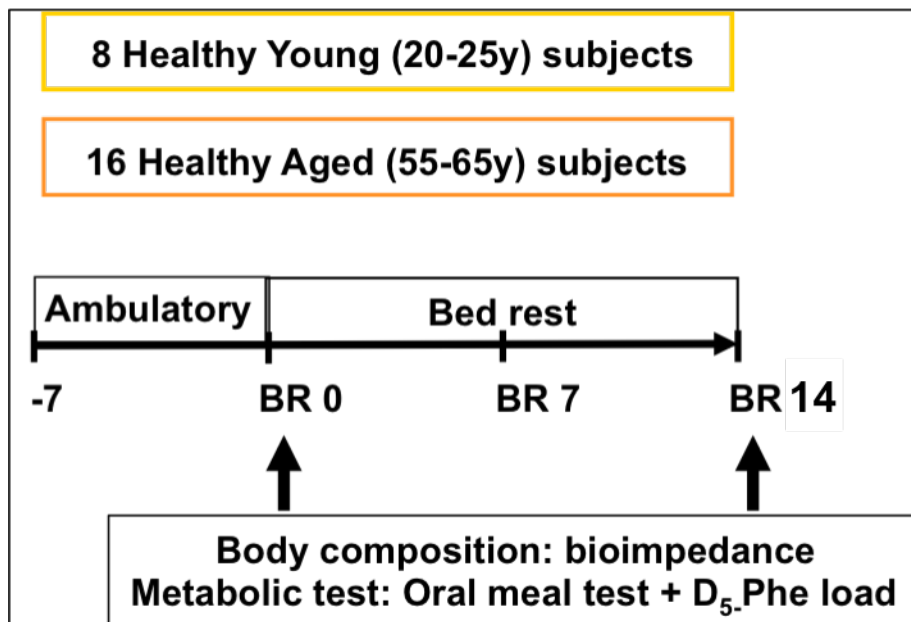 8 Healthy Young (20-25y) subjects
16 Healthy Aged (55-65y) subjects
Ambulatory
Bed rest
-7
BR 0
BR 7
BR 14
Body composition: bioimpedance
Metabolic test: Oral meal test + D5-Phe load